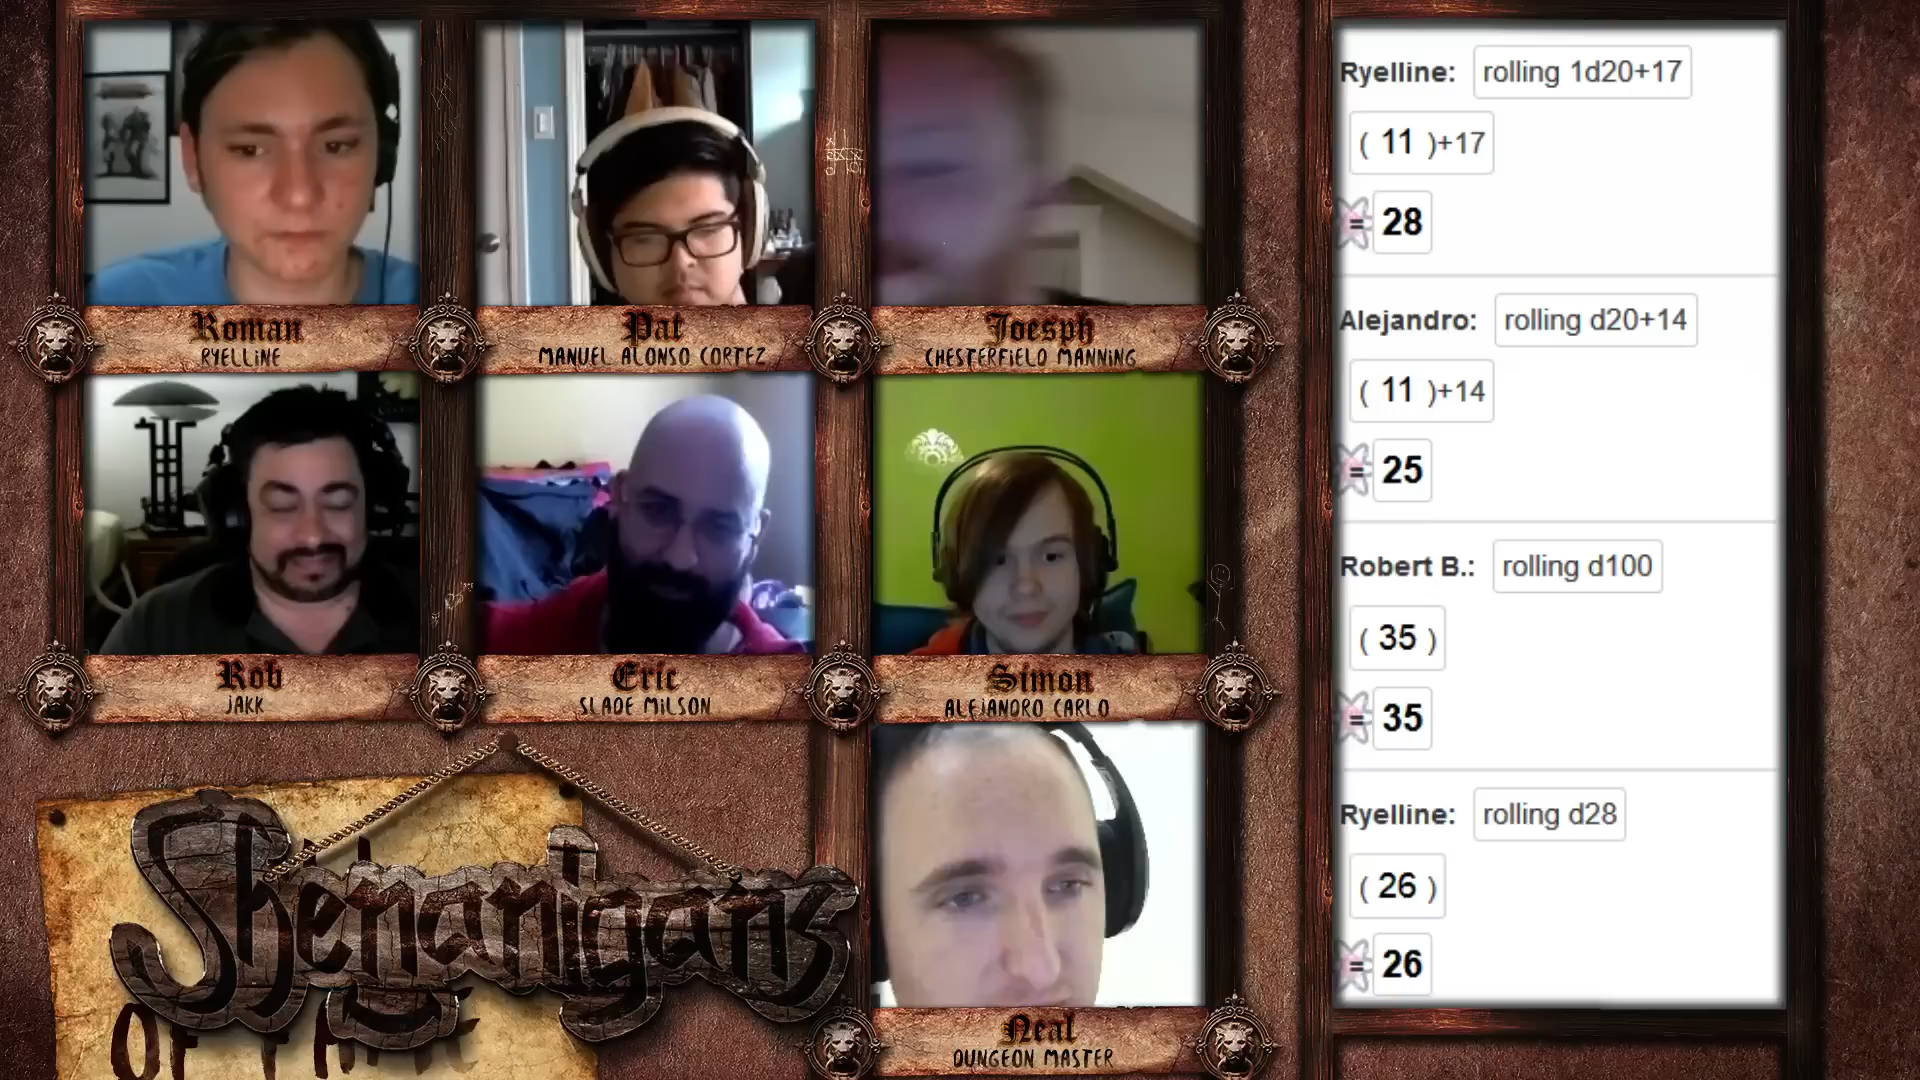 Roman
RYELLINE
Pat
MANUEL ALONSO CORTEZ
Joesph
CHESTERFIELD MANNING
Rob
JAKK
Eric
SLADE MILSON
Simon
ALEJANDRO CARLO
Shenanigans
OF
Neal
DUNGEON MASTER
Ryelline: rolling 1d20+17
( 11 )+17
= 28
Alejandro: rolling d20+14
( 11 )+14
= 25
Robert B.: rolling d100
( 35 )
= 35
Ryelline: rolling d28
( 26 )
= 26